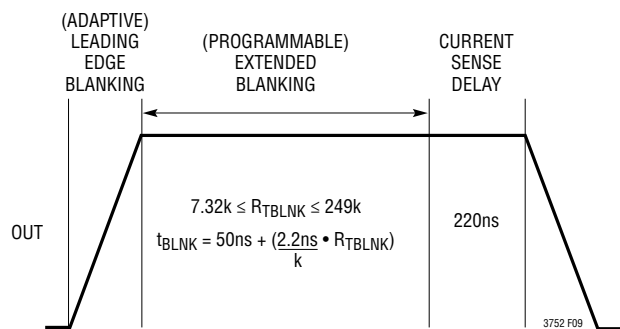 (ADAPTIVE)
LEADING
EDGE
BLANKING
(PROGRAMMABLE)
EXTENDED
BLANKING
CURRENT
SENSE
DELAY
7.32k ≤ RTBLNK ≤ 249k
tBLNK = 50ns + (2.2ns/k • RTBLNK)
220ns
OUT
3752 F09